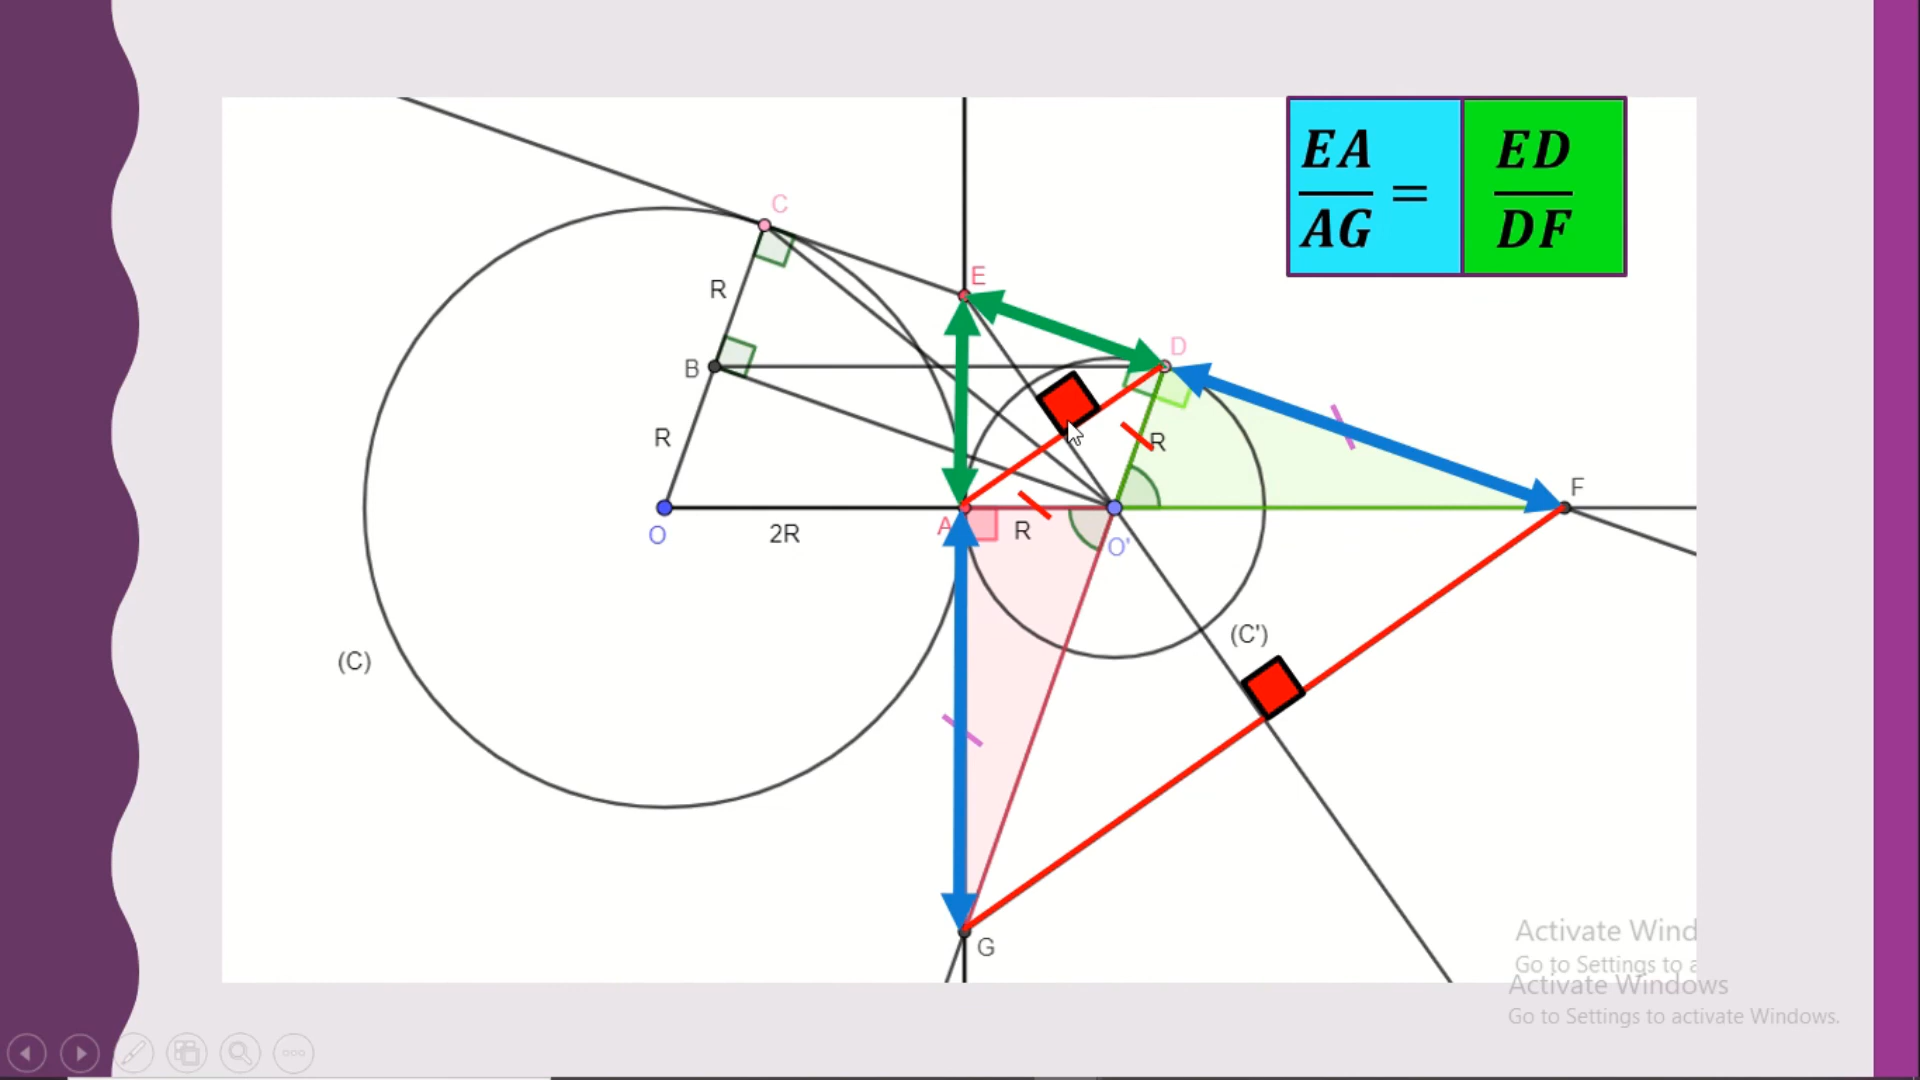 EA
AG
=
ED
DF
C
E
R
D
B
R
R
F
O
2R
A
R
O'
(C')
(C)
G
Activate Wind
Go to Settings to a
Activate Windows
Go to Settings to activate Windows.